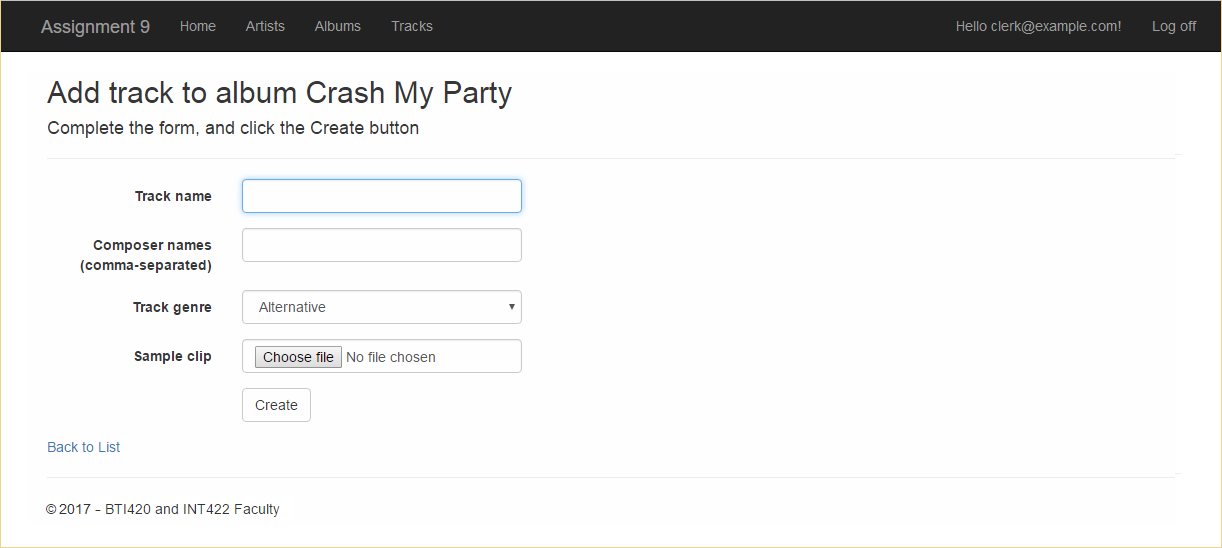 Assignment 9 Home Artists Albums Tracks Hello clerk@example.com! Log off
Add track to album Crash My Party
Complete the form, and click the Create button
Track name
Composer names
(comma-separated)
Track genre Alternative
Sample clip Choose file No file chosen
Create
Back to List
© 2017 - BTI420 and INT422 Faculty